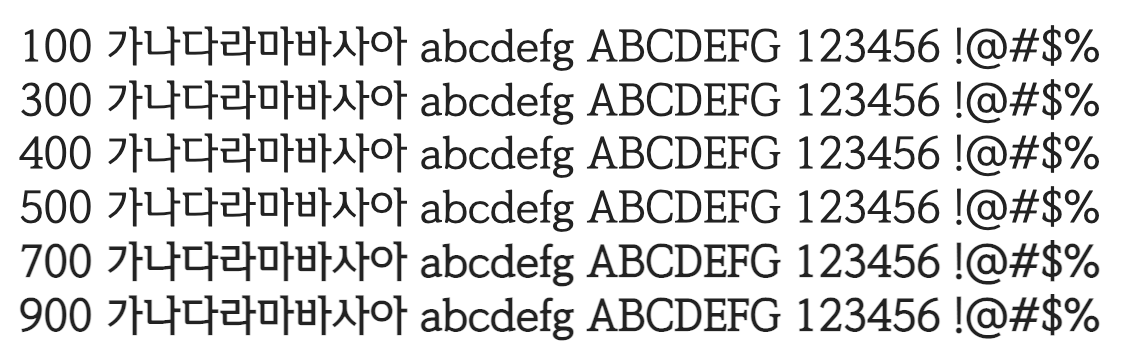 100 가나다라마바사아 abcdefg ABCDEFG 123456 !@#$%
300 가나다라마바사아 abcdefg ABCDEFG 123456 !@#$%
400 가나다라마바사아 abcdefg ABCDEFG 123456 !@#$%
500 가나다라마바사아 abcdefg ABCDEFG 123456 !@#$%
700 가나다라마바사아 abcdefg ABCDEFG 123456 !@#$%
900 가나다라마바사아 abcdefg ABCDEFG 123456 !@#$%